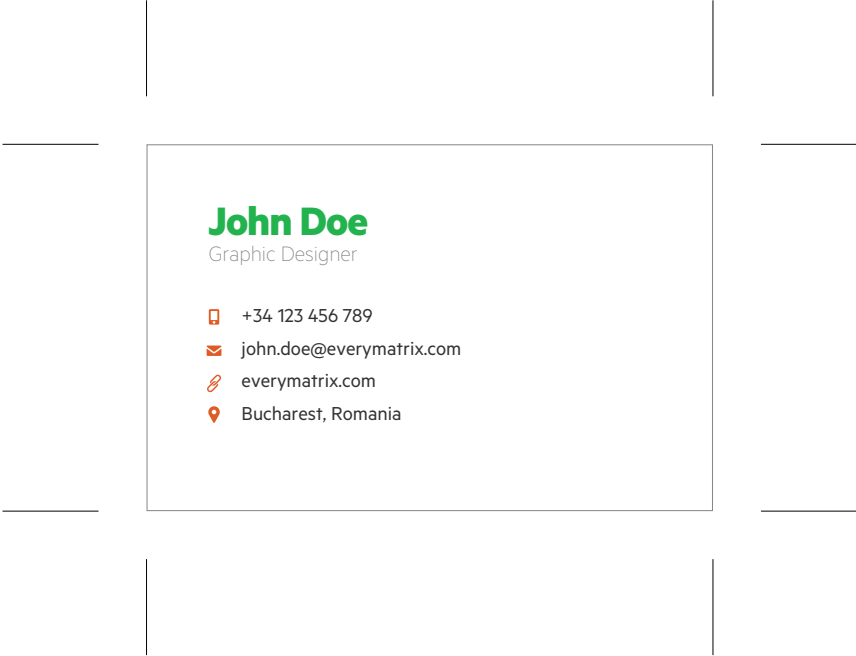 John Doe
Graphic Designer
+34 123 456 789
john.doe@everymatrix.com
everymatrix.com
Bucharest, Romania